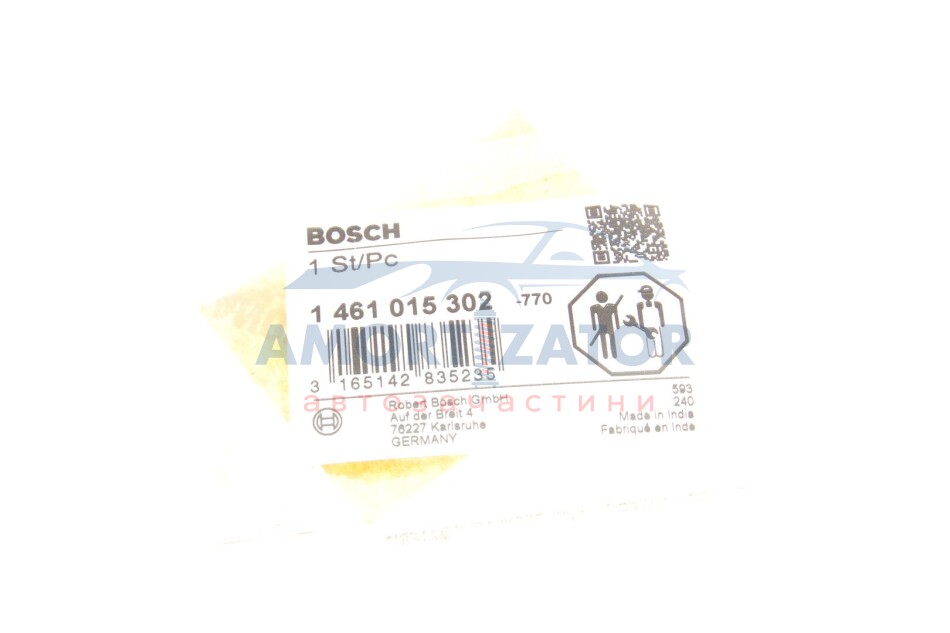 BOSCH
1 St/Pc
1 461 015 302 -770
AMORTIZATOR
3 165142 835235
автозапчастини
Robert Bosch GmbH
Auf der Breit 4
76227 Karlsruhe
GERMANY
593
240
Made in India
Fabriqué en Inde